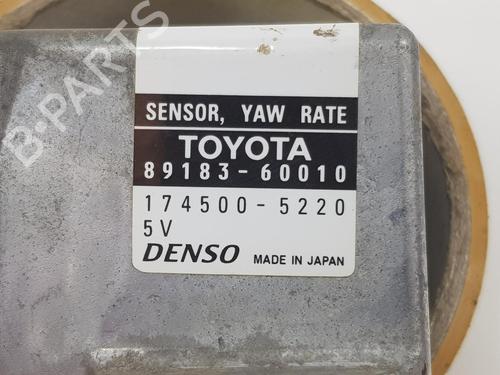 B-PARTS
SENSOR, YAW RATE
TOYOTA
89183-60010
174500-5220
5V
DENSO MADE IN JAPAN